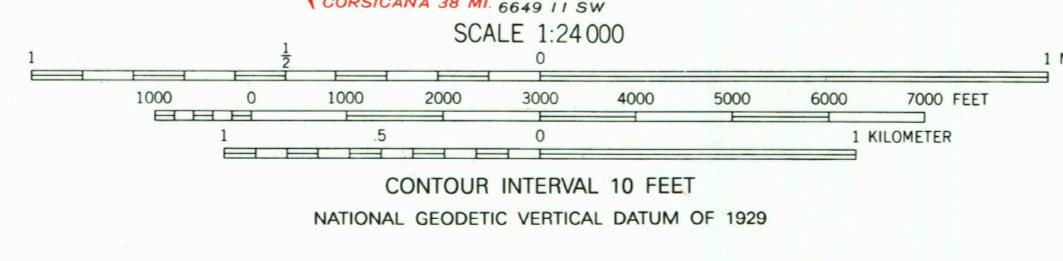 CORSICANA 38 MI. 6649 II SW
SCALE 1:24 000
1 1/2 0 1
1000 0 1000 2000 3000 4000 5000 6000 7000 FEET
1 .5 0 1 KILOMETER
CONTOUR INTERVAL 10 FEET
NATIONAL GEODETIC VERTICAL DATUM OF 1929